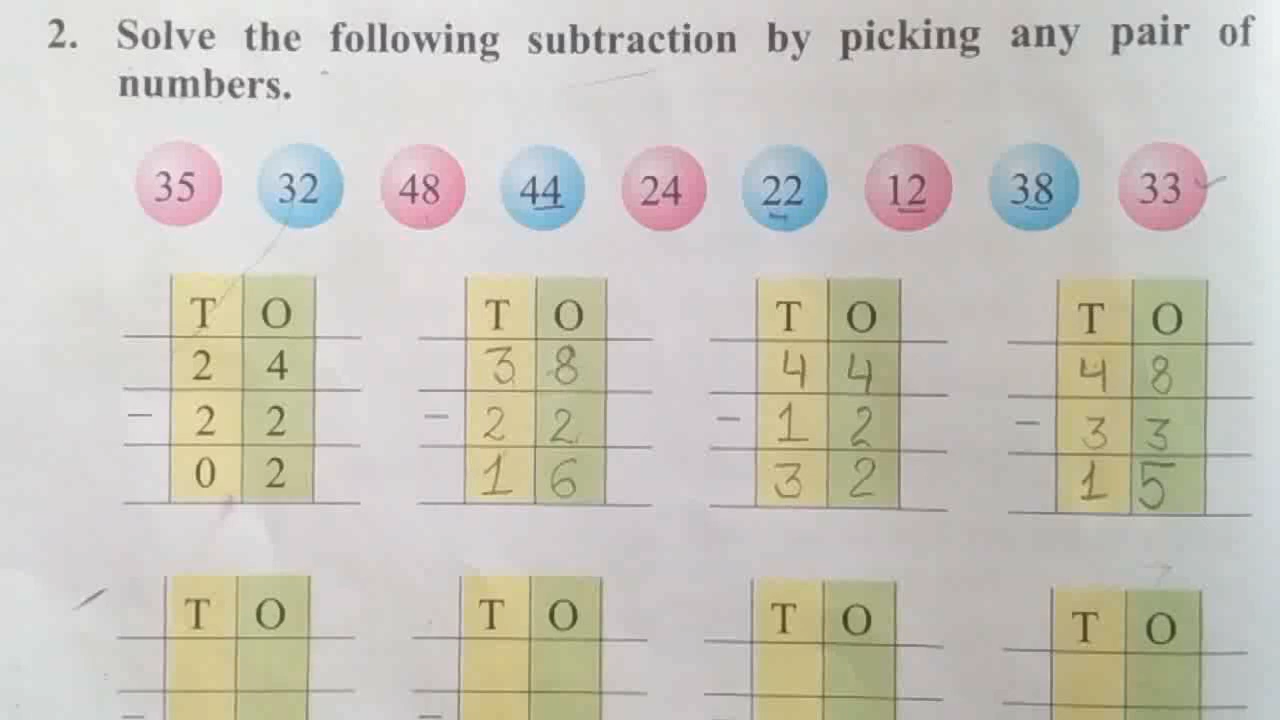 2. Solve the following subtraction by picking any pair of
numbers.
35 32 48 44 24 22 12 38 33
T O T O T O T O
2 4 3 8 4 4 4 8
– 2 2 – 2 2 – 1 2 – 3 3
0 2 1 6 3 2 1 5
T O T O T O T O
– –